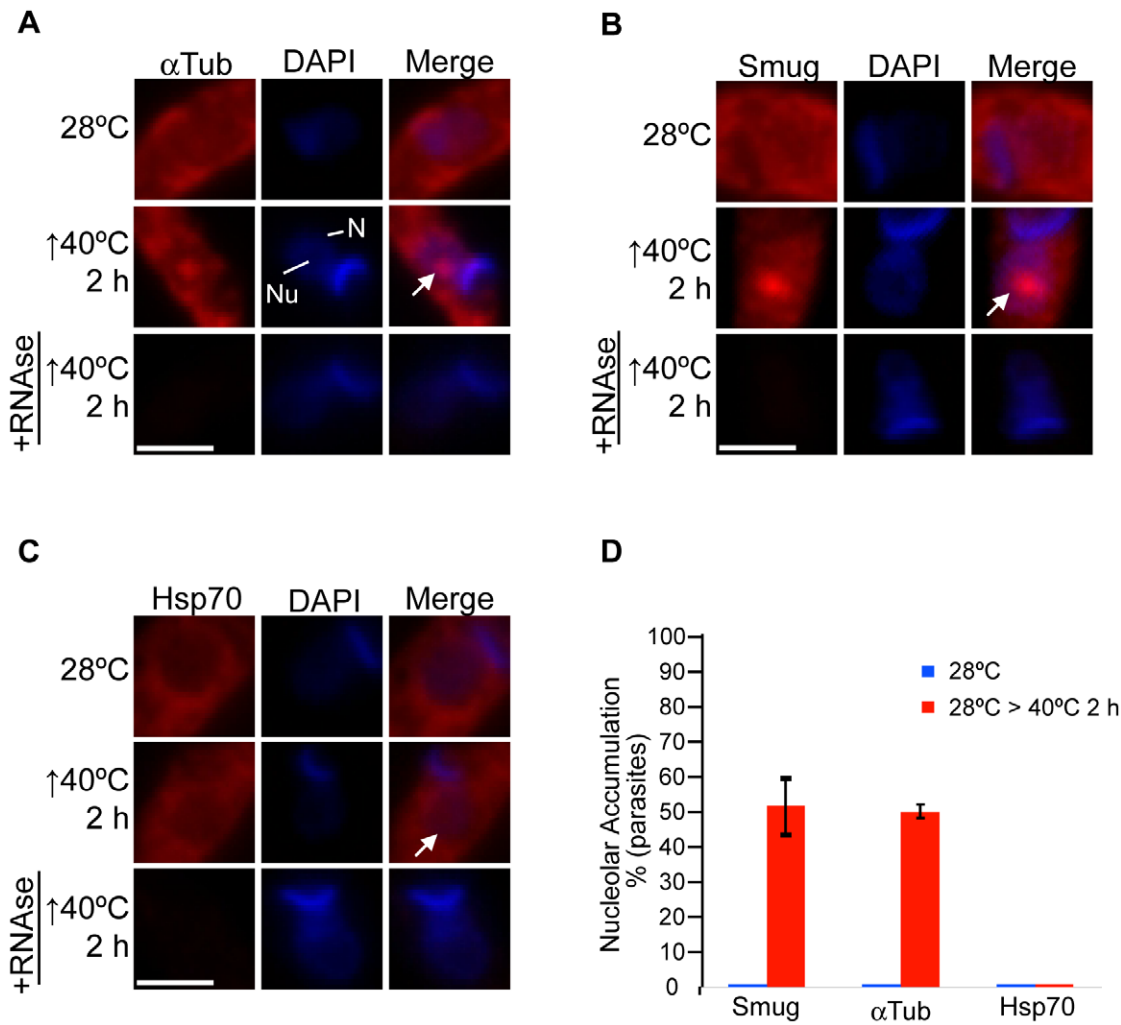 A
αTub DAPI Merge
28ºC
↑40ºC
2 h
N
Nu
+RNAse
↑40ºC
2 h
B
Smug DAPI Merge
28ºC
↑40ºC
2 h
+RNAse
↑40ºC
2 h
C
Hsp70 DAPI Merge
28ºC
↑40ºC
2 h
+RNAse
↑40ºC
2 h
D
Nucleolar Accumulation
% (parasites)
100
90
80
70
60
50
40
30
20
10
0
28ºC
28ºC > 40ºC 2 h
Smug αTub Hsp70